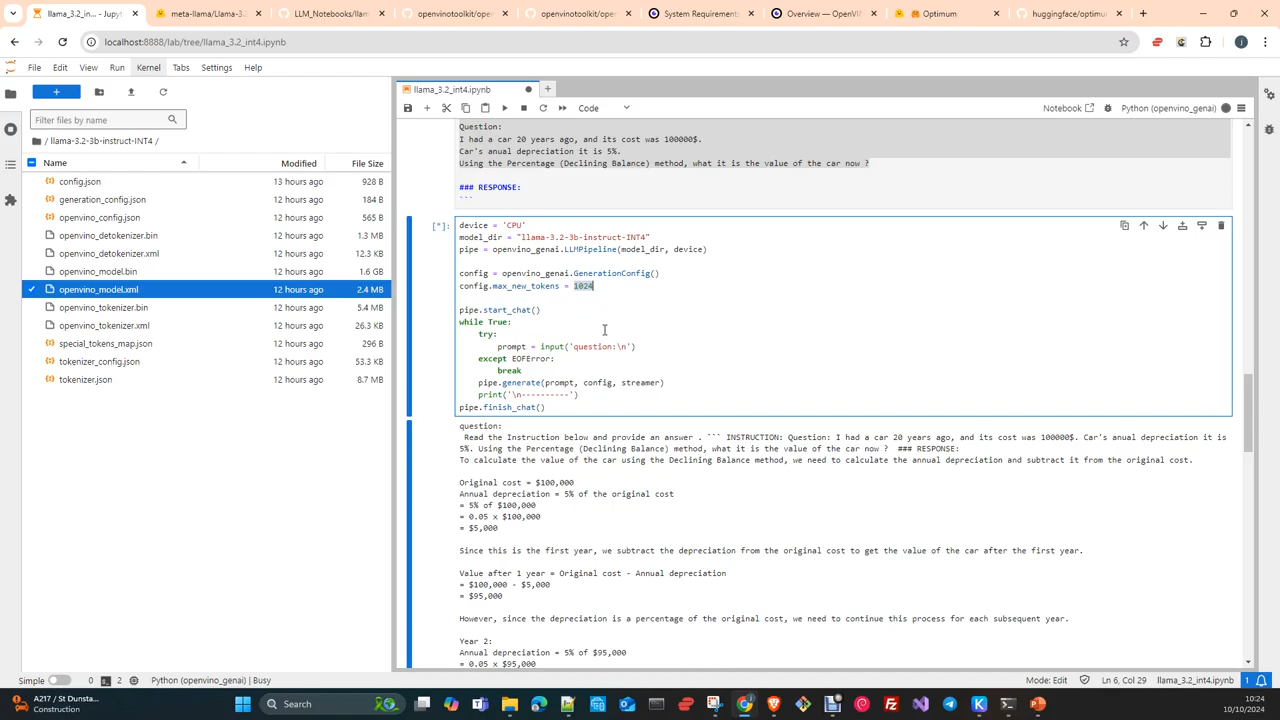 llama_3.2_int4.i... - Jupyt
meta-llama/Llama-3
LLM_Notebooks/llam
openvinotoolkit/ope
openvinotoolkit/ope
System Requirements
Overview — OpenVI
Optimum
huggingface/optimum
localhost:8888/lab/tree/llama_3.2_int4.ipynb
File Edit View Run Kernel Tabs Settings Help
Filter files by name
/ llama-3.2-3b-instruct-INT4 /
Name Modified File Size
config.json 13 hours ago 928 B
generation_config.json 12 hours ago 184 B
openvino_config.json 12 hours ago 565 B
openvino_detokenizer.bin 12 hours ago 1.3 MB
openvino_detokenizer.xml 12 hours ago 12.3 KB
openvino_model.bin 12 hours ago 1.6 GB
openvino_model.xml 12 hours ago 2.4 MB
openvino_tokenizer.bin 12 hours ago 5.4 MB
openvino_tokenizer.xml 12 hours ago 26.3 KB
special_tokens_map.json 12 hours ago 296 B
tokenizer_config.json 12 hours ago 53.3 KB
tokenizer.json 12 hours ago 8.7 MB
llama_3.2_int4.ipynb
Code
Notebook
Python (openvino_genai)
Question:
I had a car 20 years ago, and its cost was 100000$.
Car's anual depreciation it is 5%.
Using the Percentage (Declining Balance) method, what it is the value of the car now ?
### RESPONSE:
```
[*]:
device = 'CPU'
model_dir = "llama-3.2-3b-instruct-INT4"
pipe = openvino_genai.LLMPipeline(model_dir, device)
config = openvino_genai.GenerationConfig()
config.max_new_tokens = 1024
pipe.start_chat()
while True:
try:
prompt = input('question:\n')
except EOFError:
break
pipe.generate(prompt, config, streamer)
print('\n----------')
pipe.finish_chat()
question:
Read the Instruction below and provide an answer . ``` INSTRUCTION: Question: I had a car 20 years ago, and its cost was 100000$. Car's anual depreciation it is
5%. Using the Percentage (Declining Balance) method, what it is the value of the car now ?  ### RESPONSE:
To calculate the value of the car using the Declining Balance method, we need to calculate the annual depreciation and subtract it from the original cost.
Original cost = $100,000
Annual depreciation = 5% of the original cost
= 5% of $100,000
= 0.05 x $100,000
= $5,000
Since this is the first year, we subtract the depreciation from the original cost to get the value of the car after the first year.
Value after 1 year = Original cost - Annual depreciation
= $100,000 - $5,000
= $95,000
However, since the depreciation is a percentage of the original cost, we need to continue this process for each subsequent year.
Year 2:
Annual depreciation = 5% of $95,000
= 0.05 x $95,000
Simple 0 2 Python (openvino_genai) | Busy
Mode: Edit Ln 6, Col 29 llama_3.2_int4.ipynb 1
A217 / St Dunsta...
Construction
Search
10:24
10/10/2024